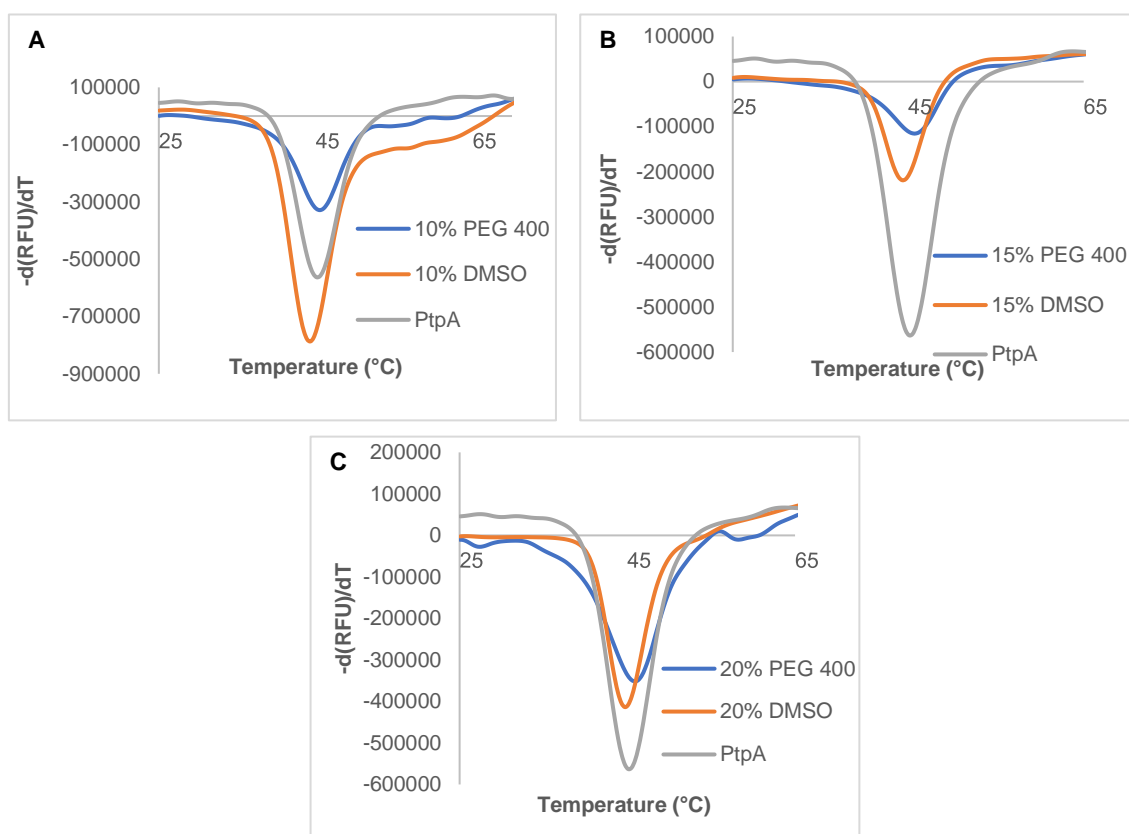 A
100000
-100000
-300000
-500000
-700000
-900000
25
45
65
-d(RFU)/dT
10% PEG 400
10% DMSO
PtpA
Temperature (°C)
B
100000
0
-100000
-200000
-300000
-400000
-500000
-600000
25
45
65
-d(RFU)/dT
15% PEG 400
15% DMSO
PtpA
Temperature (°C)
C
200000
100000
0
-100000
-200000
-300000
-400000
-500000
-600000
25
45
65
-d(RFU)/dT
20% PEG 400
20% DMSO
PtpA
Temperature (°C)